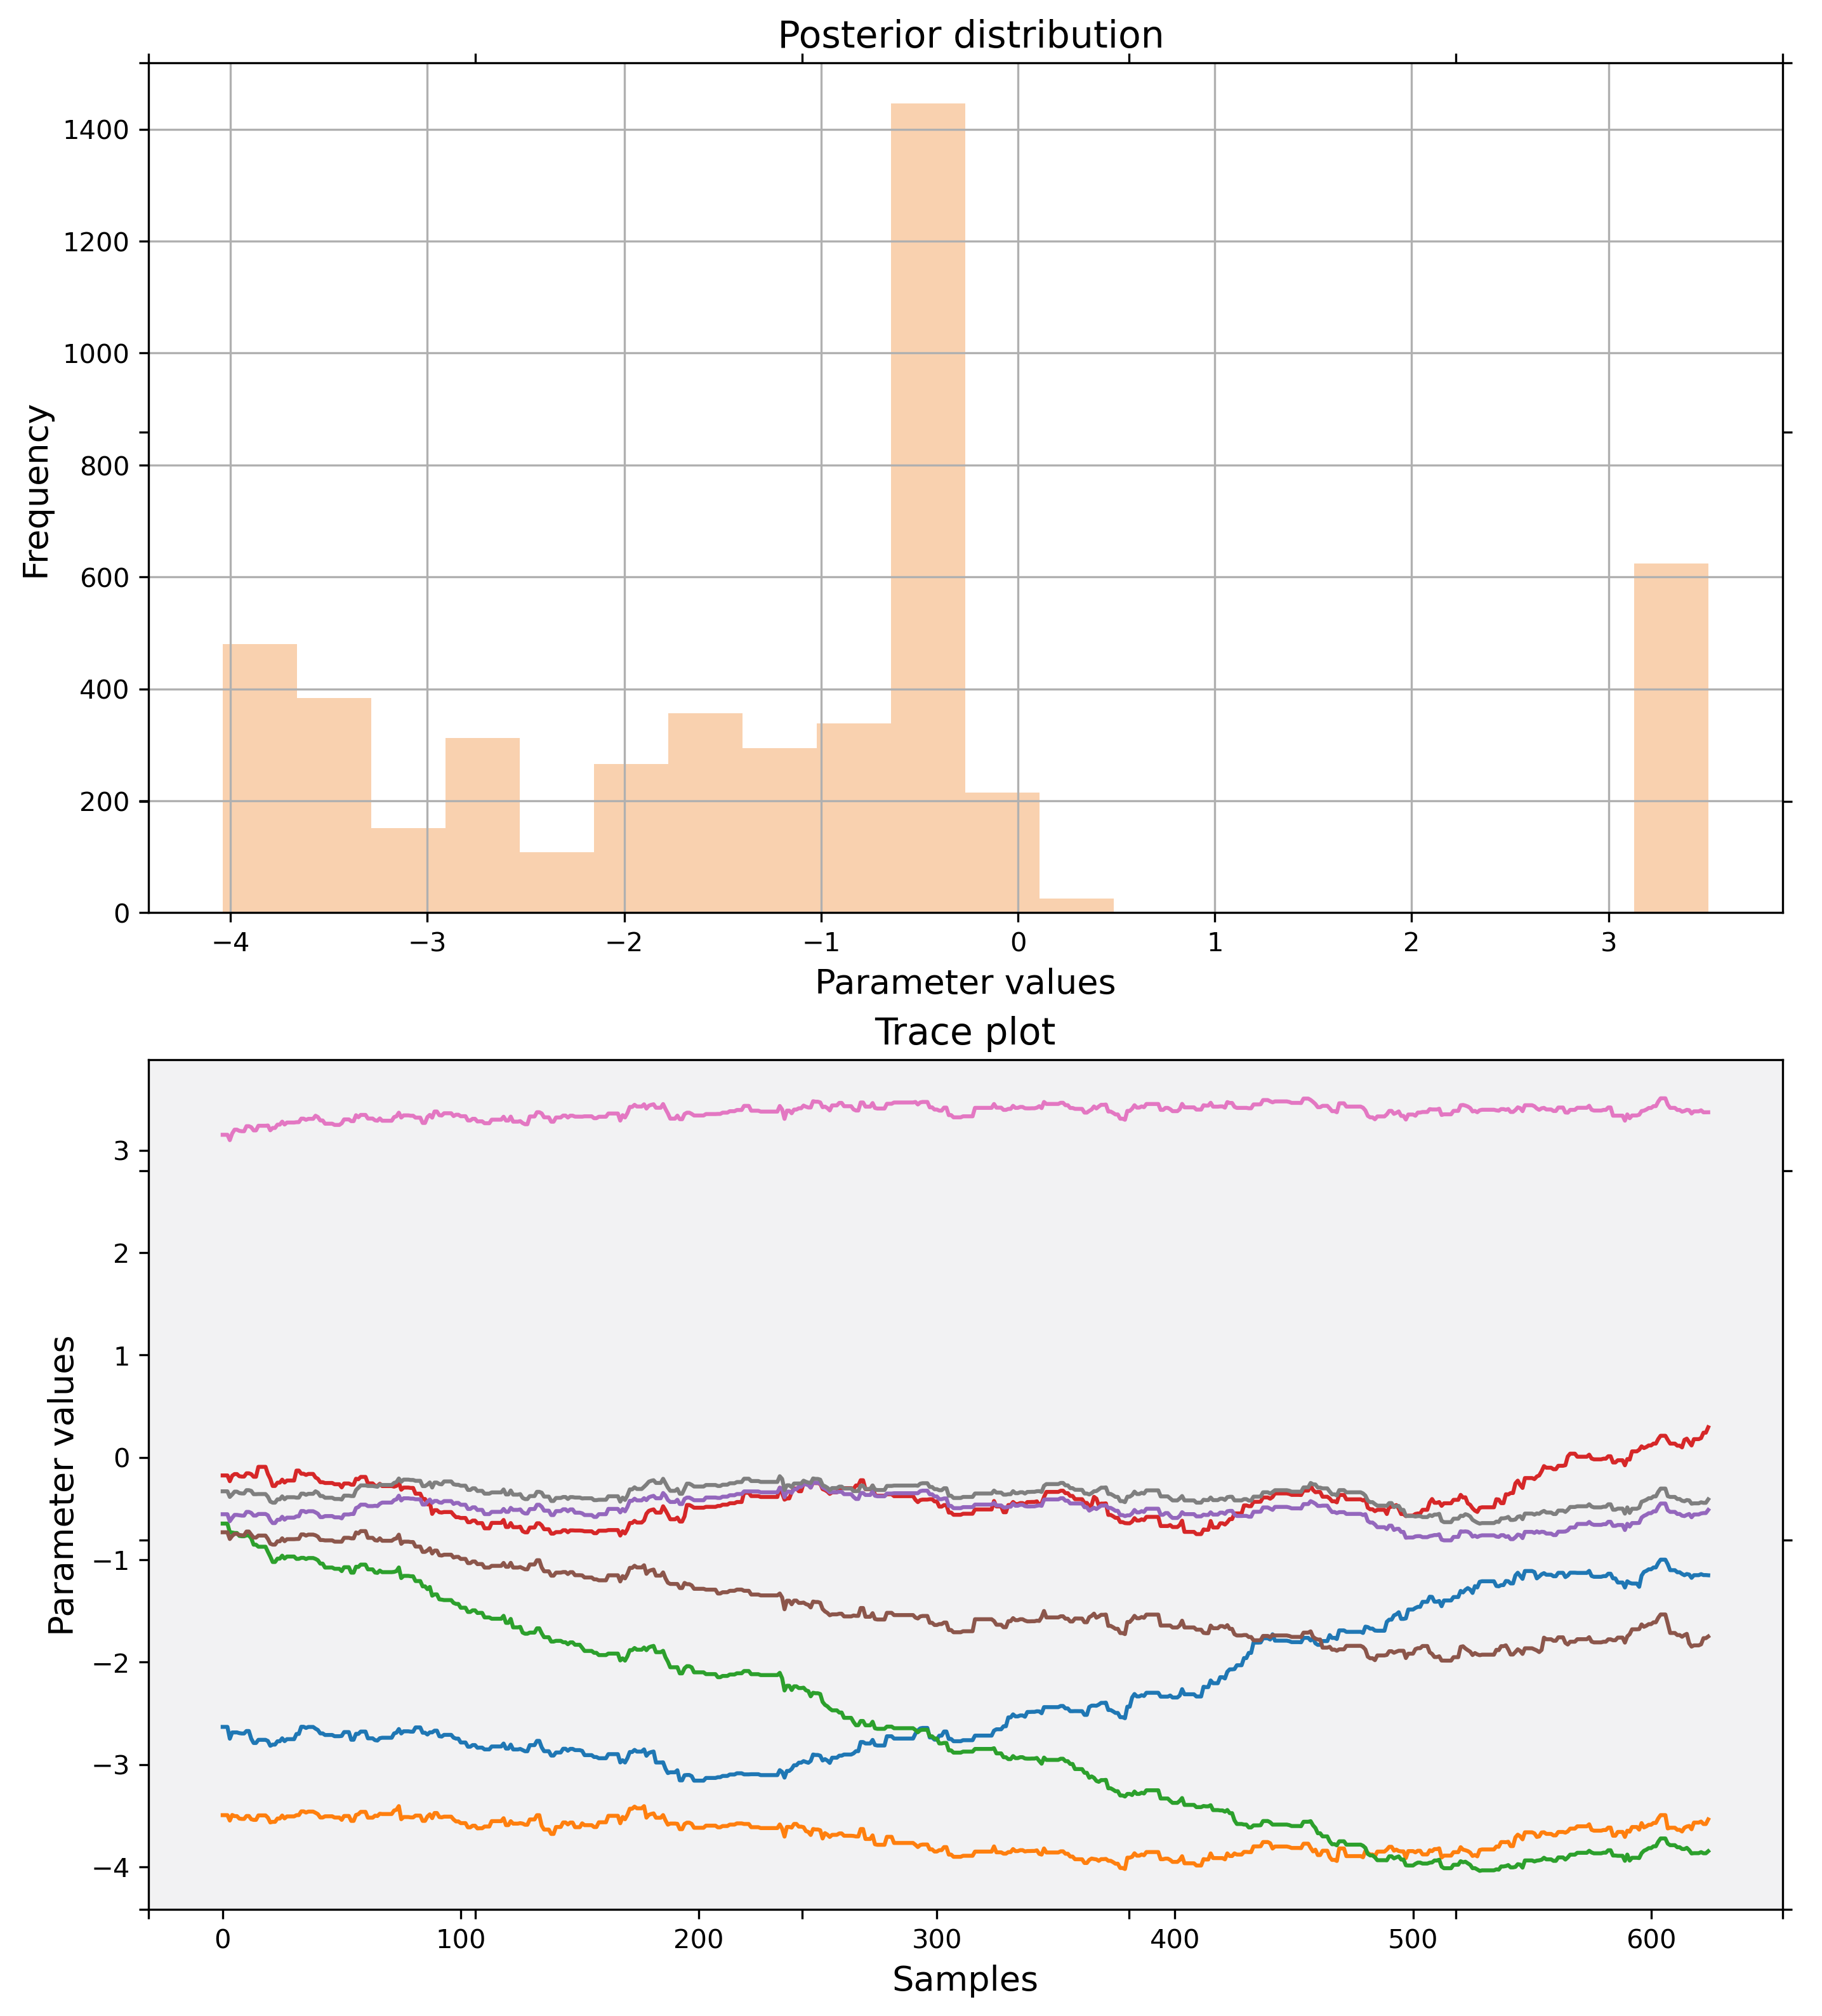 Posterior distribution
1400
1200
1000
800
600
400
200
0
Frequency
−4 −3 −2 −1 0 1 2 3
Parameter values
Trace plot
3
2
1
0
−1
−2
−3
−4
Parameter values
0 100 200 300 400 500 600
Samples